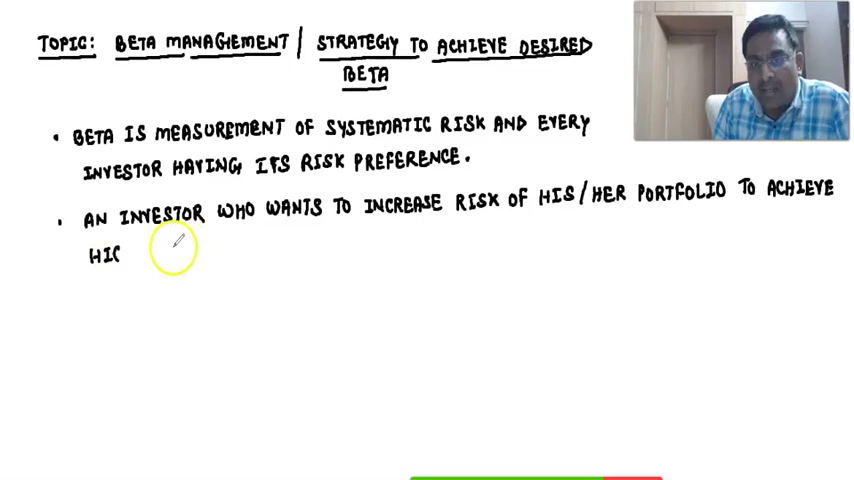 TOPIC: BETA MANAGEMENT / STRATEGY TO ACHIEVE DESIRED
BETA
• BETA IS MEASUREMENT OF SYSTEMATIC RISK AND EVERY
INVESTOR HAVING ITS RISK PREFERENCE.
• AN INVESTOR WHO WANTS TO INCREASE RISK OF HIS/HER PORTFOLIO TO ACHIEVE
HIC